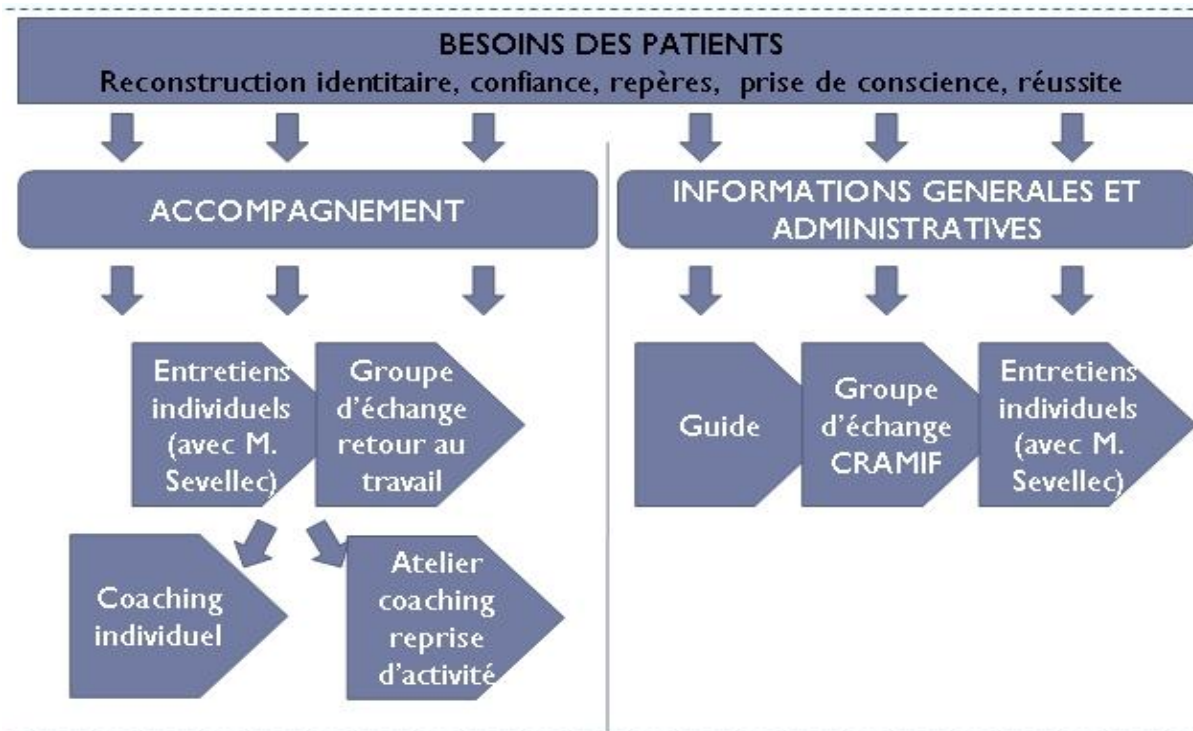 BESOINS DES PATIENTS
Reconstruction identitaire, confiance, repères, prise de conscience, réussite
ACCOMPAGNEMENT
INFORMATIONS GENERALES ET
ADMINISTRATIVES
Entretiens
individuels
(avec M.
Sevellec)
Groupe
d'échange
retour au
travail
Guide
Groupe
d'échange
CRAMIF
Entretiens
individuels
(avec M.
Sevellec)
Coaching
individuel
Atelier
coaching
reprise
d'activité